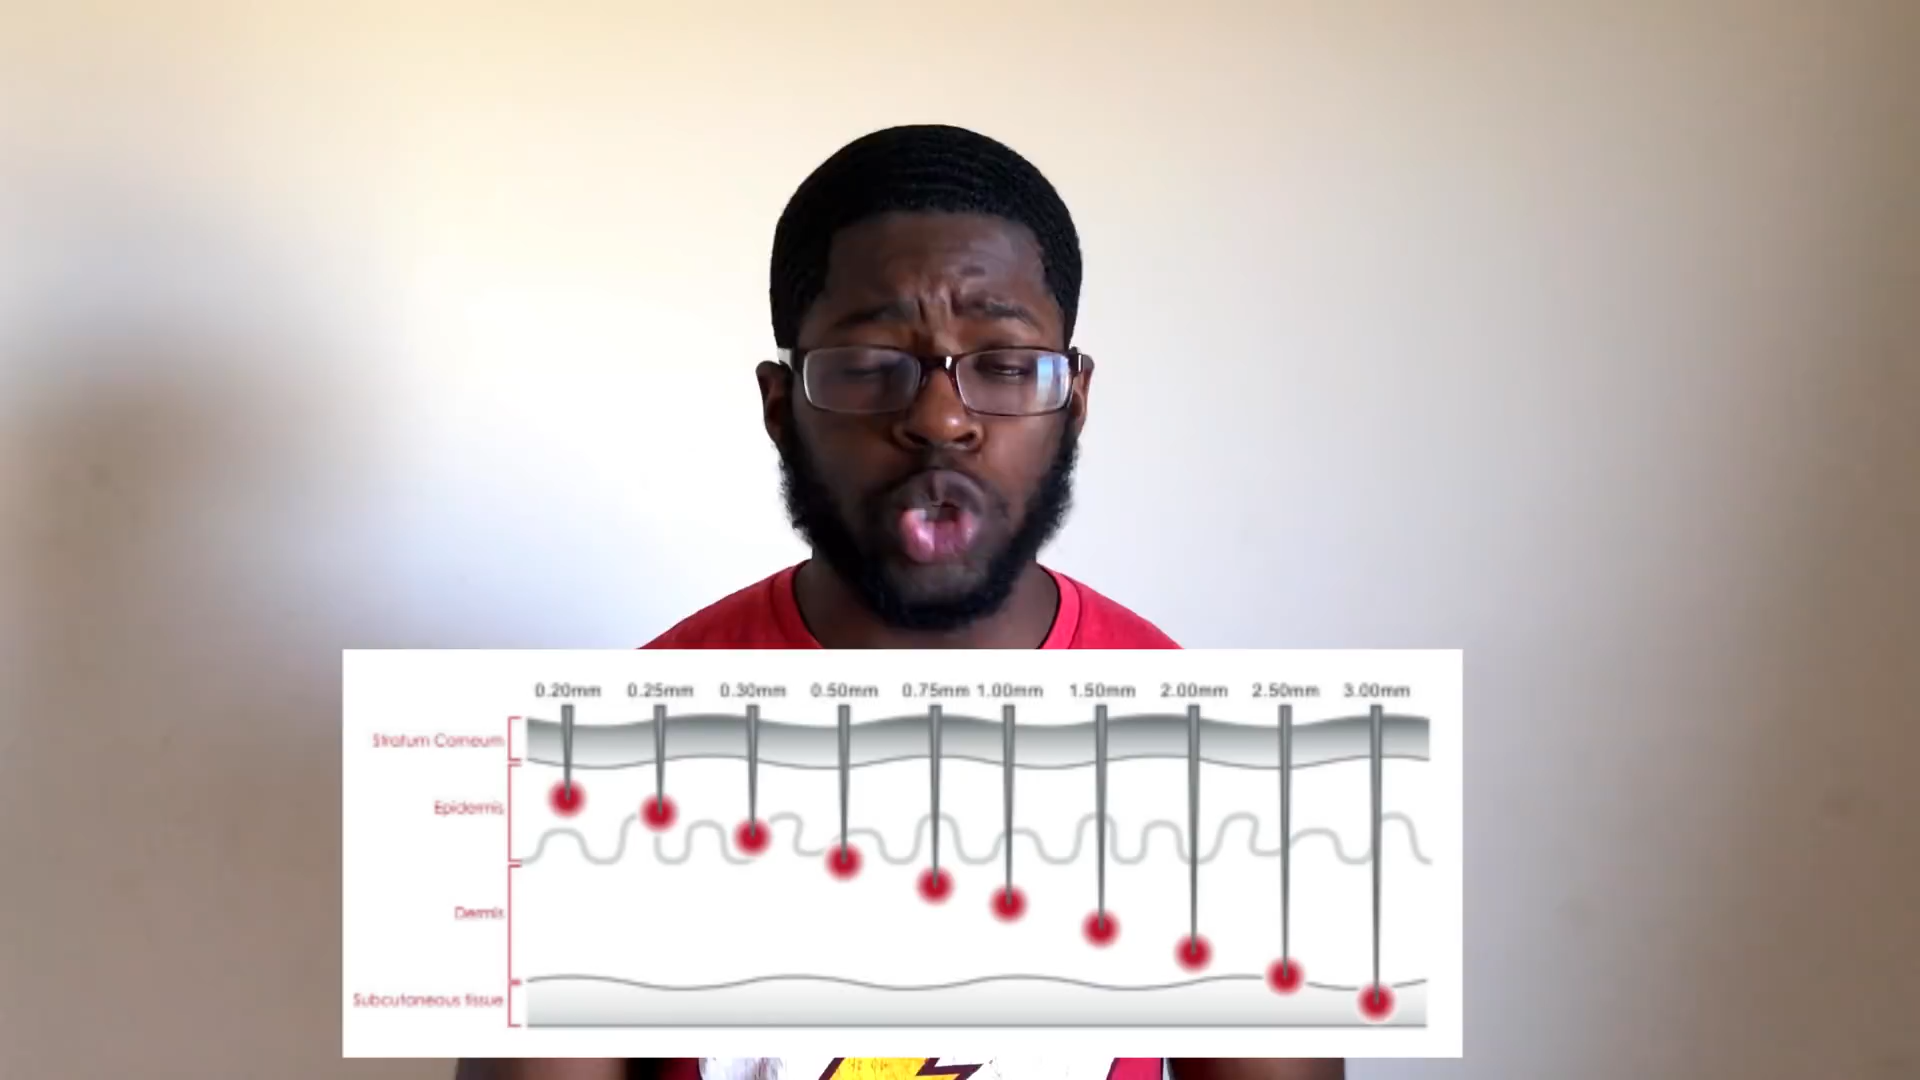 0.20mm 0.25mm 0.30mm 0.50mm 0.75mm 1.00mm 1.50mm 2.00mm 2.50mm 3.00mm
Stratum Corneum
Epidermis
Dermis
Subcutaneous tissue